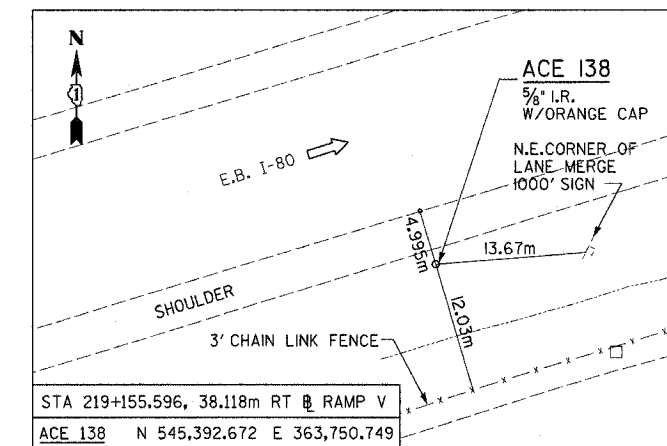 N
ACE 138
5/8" I.R.
W/ORANGE CAP
N.E.CORNER OF
LANE MERGE
1000' SIGN
E.B. I-80
14.995m
13.67m
12.03m
SHOULDER
3' CHAIN LINK FENCE
STA 219+155.596, 38.118m RT ⅊ RAMP V
ACE 138 N 545,392.672 E 363,750.749